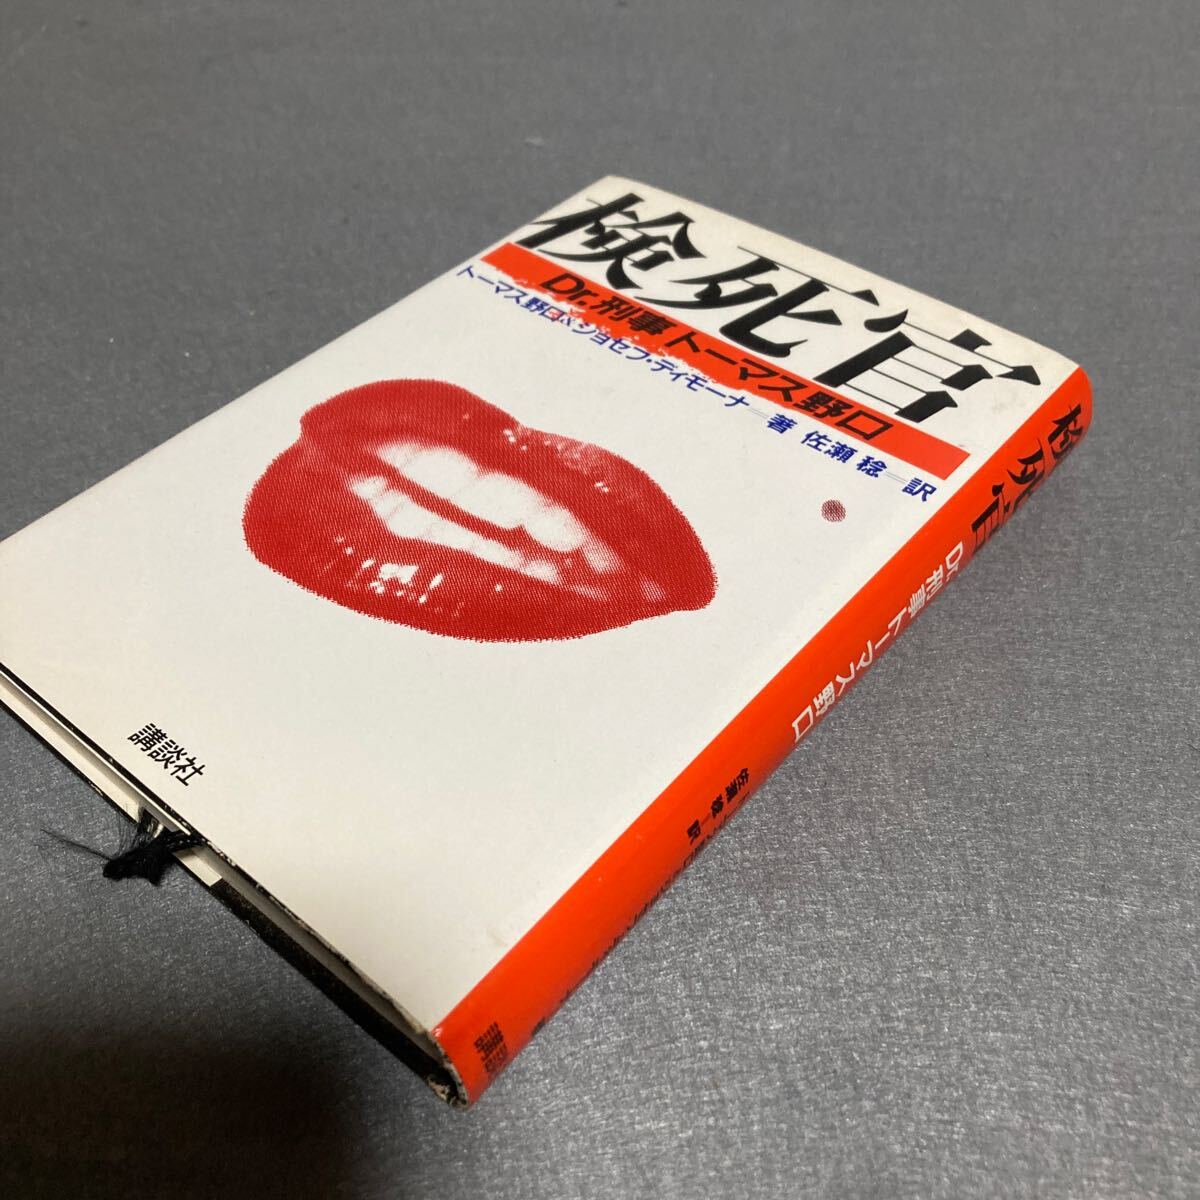 検死官
Dr.刑事 トーマス野口
トーマス野口&ジョセフ・ディモーナ=著 佐瀬 稔=訳
講談社
検死官
Dr.刑事トーマス野口
佐瀬 稔=訳
講談